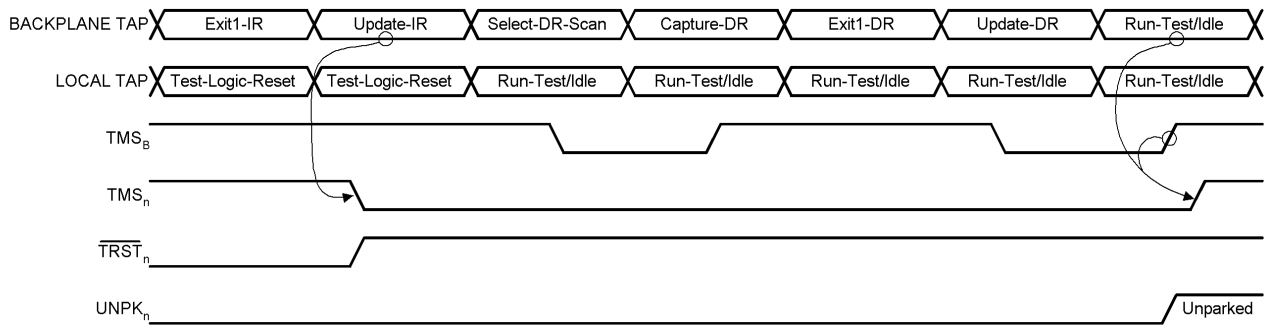 BACKPLANE TAP Exit1-IR Update-IR Select-DR-Scan Capture-DR Exit1-DR Update-DR Run-Test/Idle
LOCAL TAP Test-Logic-Reset Test-Logic-Reset Run-Test/Idle Run-Test/Idle Run-Test/Idle Run-Test/Idle Run-Test/Idle
TMSB
TMSn
TRSTn
UNPKn Unparked